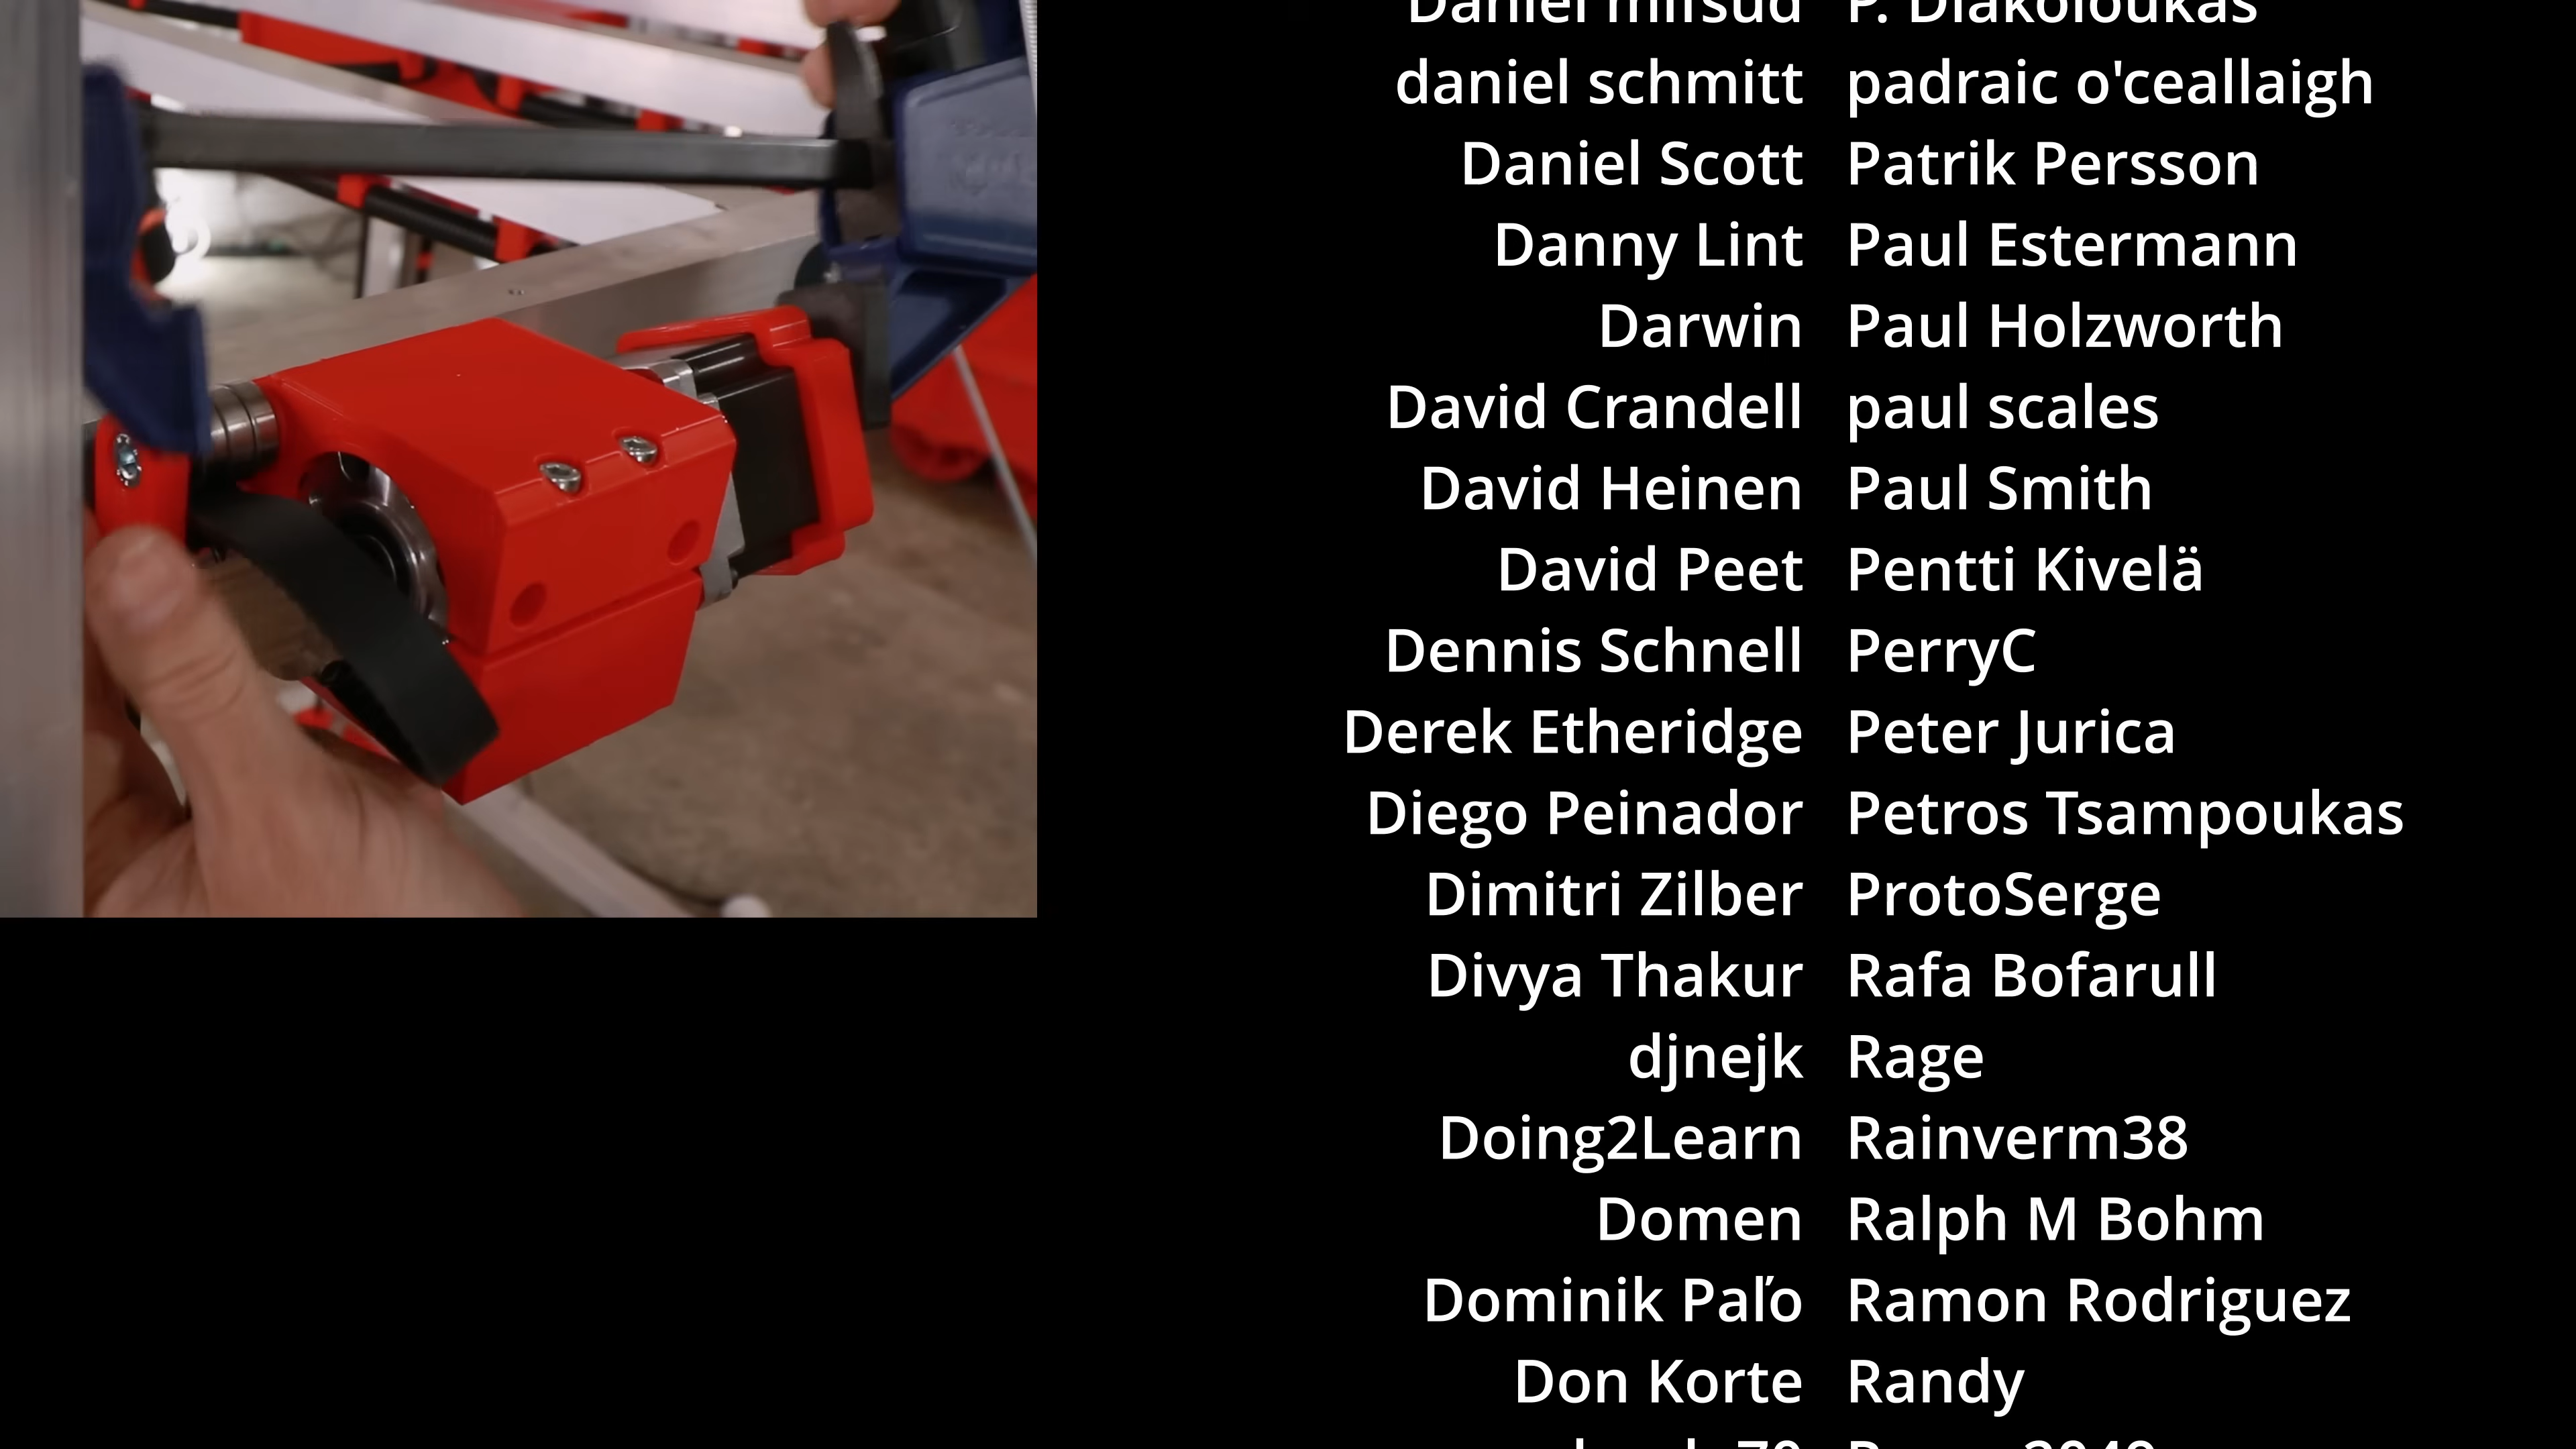 daniel schmitt padraic o'ceallaigh
Daniel Scott Patrik Persson
Danny Lint Paul Estermann
Darwin Paul Holzworth
David Crandell paul scales
David Heinen Paul Smith
David Peet Pentti Kivelä
Dennis Schnell PerryC
Derek Etheridge Peter Jurica
Diego Peinador Petros Tsampoukas
Dimitri Zilber ProtoSerge
Divya Thakur Rafa Bofarull
djnejk Rage
Doing2Learn Rainverm38
Domen Ralph M Bohm
Dominik Paľo Ramon Rodriguez
Don Korte Randy